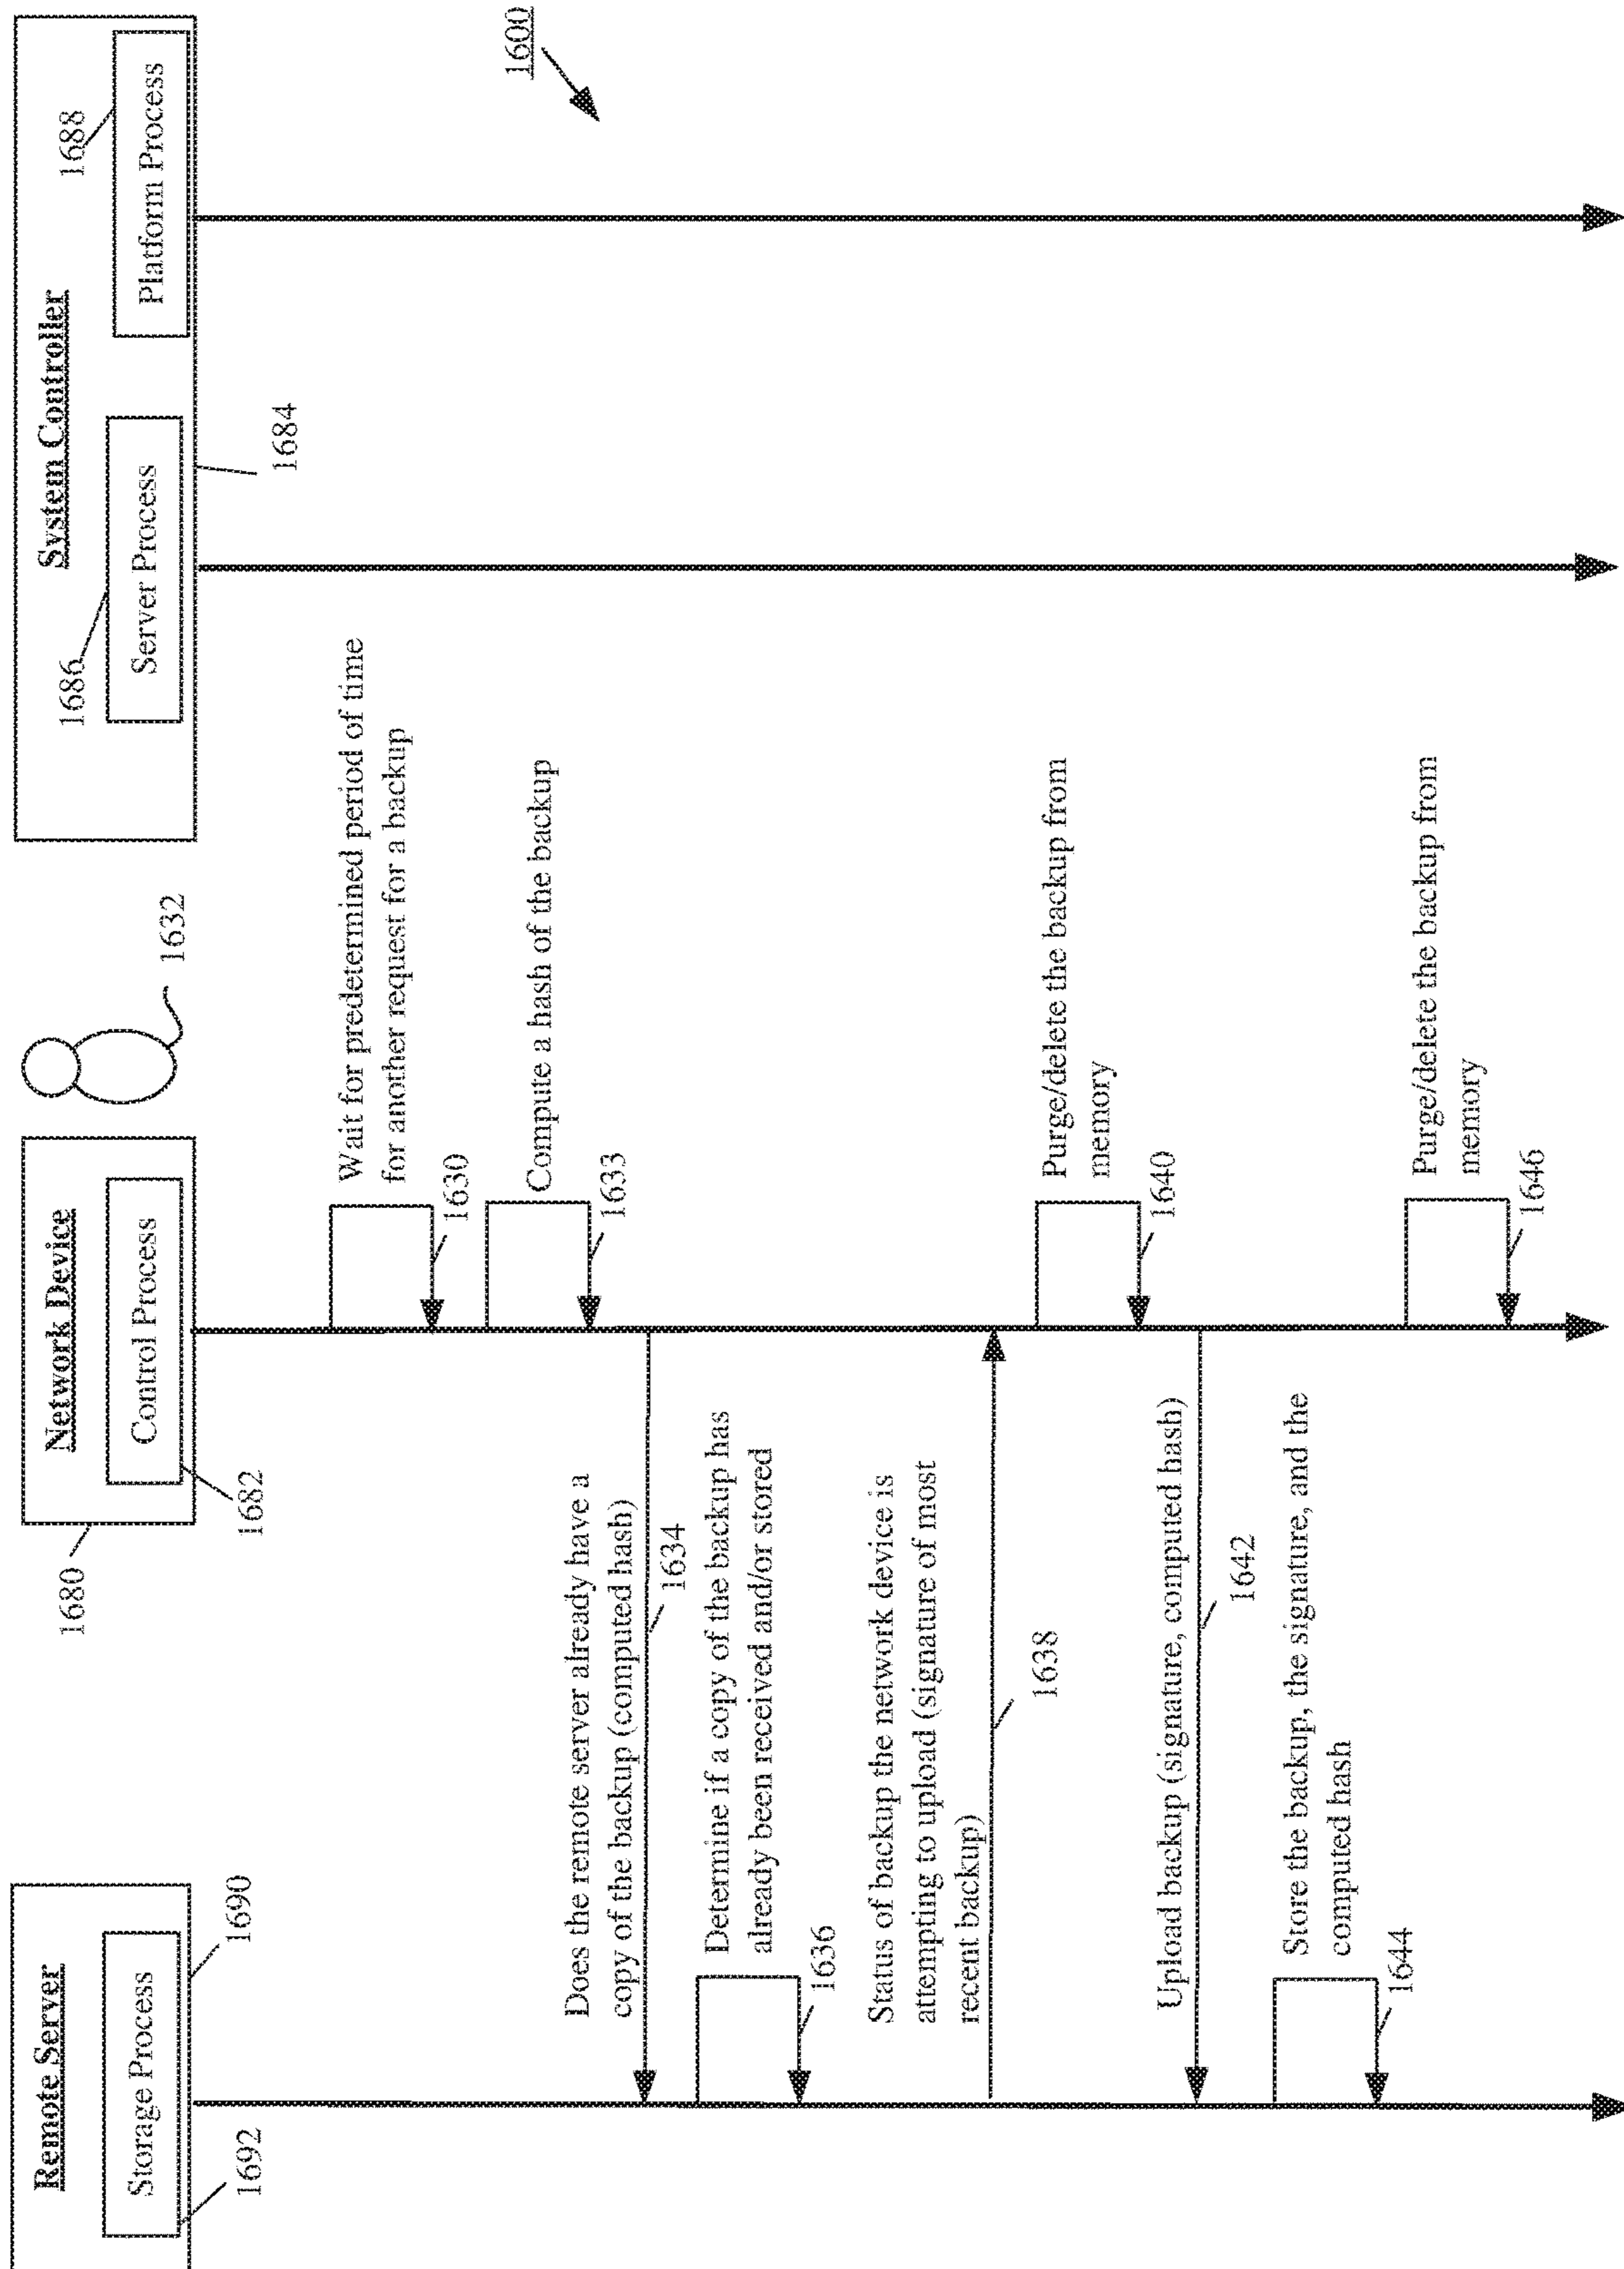 Remote Server
Storage Process
1692
1690
Network Device
Control Process
1680
1682
1632
System Controller
Server Process
Platform Process
1686
1688
1684
1600
Wait for predetermined period of time
for another request for a backup
1630
Compute a hash of the backup
1633
Does the remote server already have a
copy of the backup (computed hash)
1634
Determine if a copy of the backup has
already been received and/or stored
1636
Status of backup the network device is
attempting to upload (signature of most
recent backup)
1638
Purge/delete the backup from
memory
1640
Upload backup (signature, computed hash)
1642
Store the backup, the signature, and the
computed hash
1644
Purge/delete the backup from
memory
1646